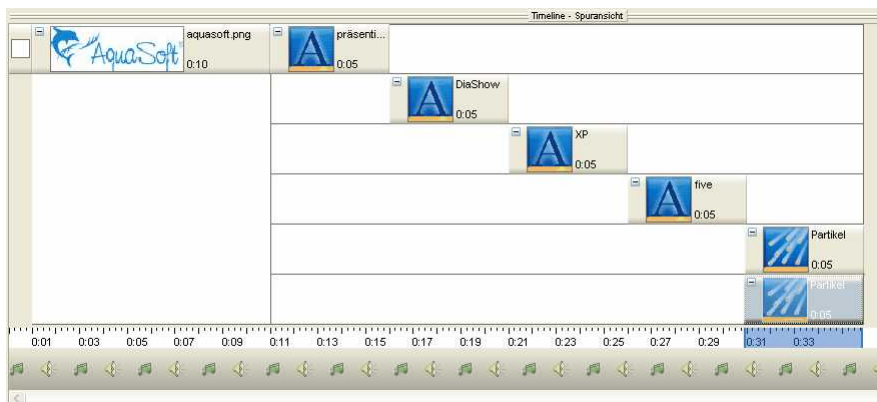 Timeline - Spuransicht
AquaSoft
aquasoft.png
0:10
A
präsenti...
0:05
A
DiaShow
0:05
A
XP
0:05
A
five
0:05
Partikel
0:05
Partikel
0:05
0:01 0:03 0:05 0:07 0:09 0:11 0:13 0:15 0:17 0:19 0:21 0:23 0:25 0:27 0:29 0:31 0:33